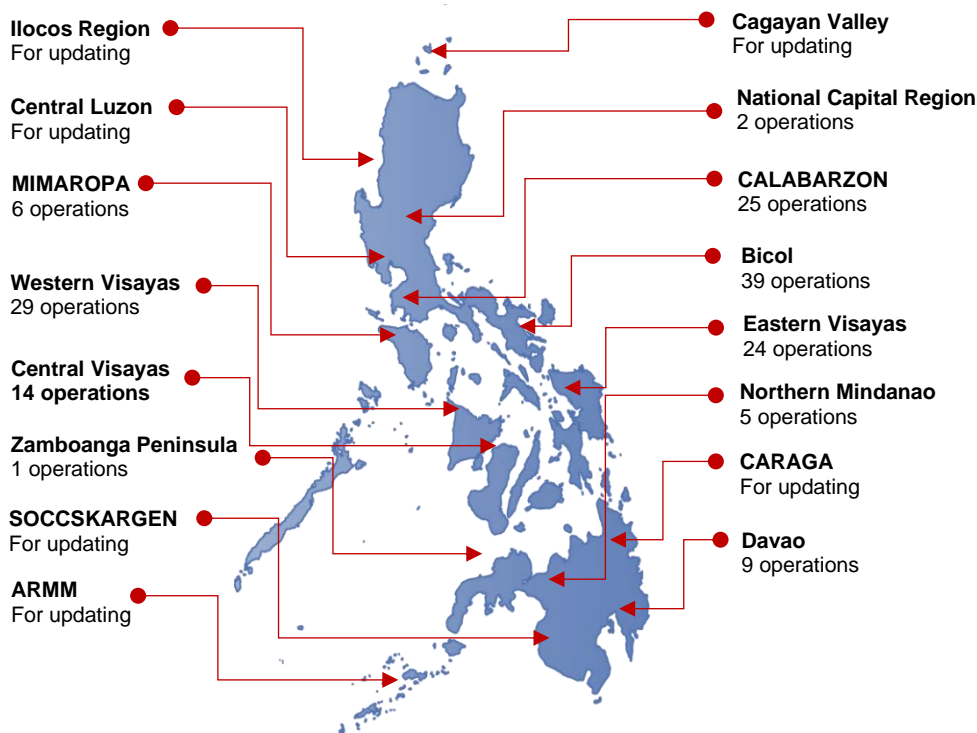 Ilocos Region
For updating
Central Luzon
For updating
MIMAROPA
6 operations
Western Visayas
29 operations
Central Visayas
14 operations
Zamboanga Peninsula
1 operations
SOCCSKARGEN
For updating
ARMM
For updating
Cagayan Valley
For updating
National Capital Region
2 operations
CALABARZON
25 operations
Bicol
39 operations
Eastern Visayas
24 operations
Northern Mindanao
5 operations
CARAGA
For updating
Davao
9 operations